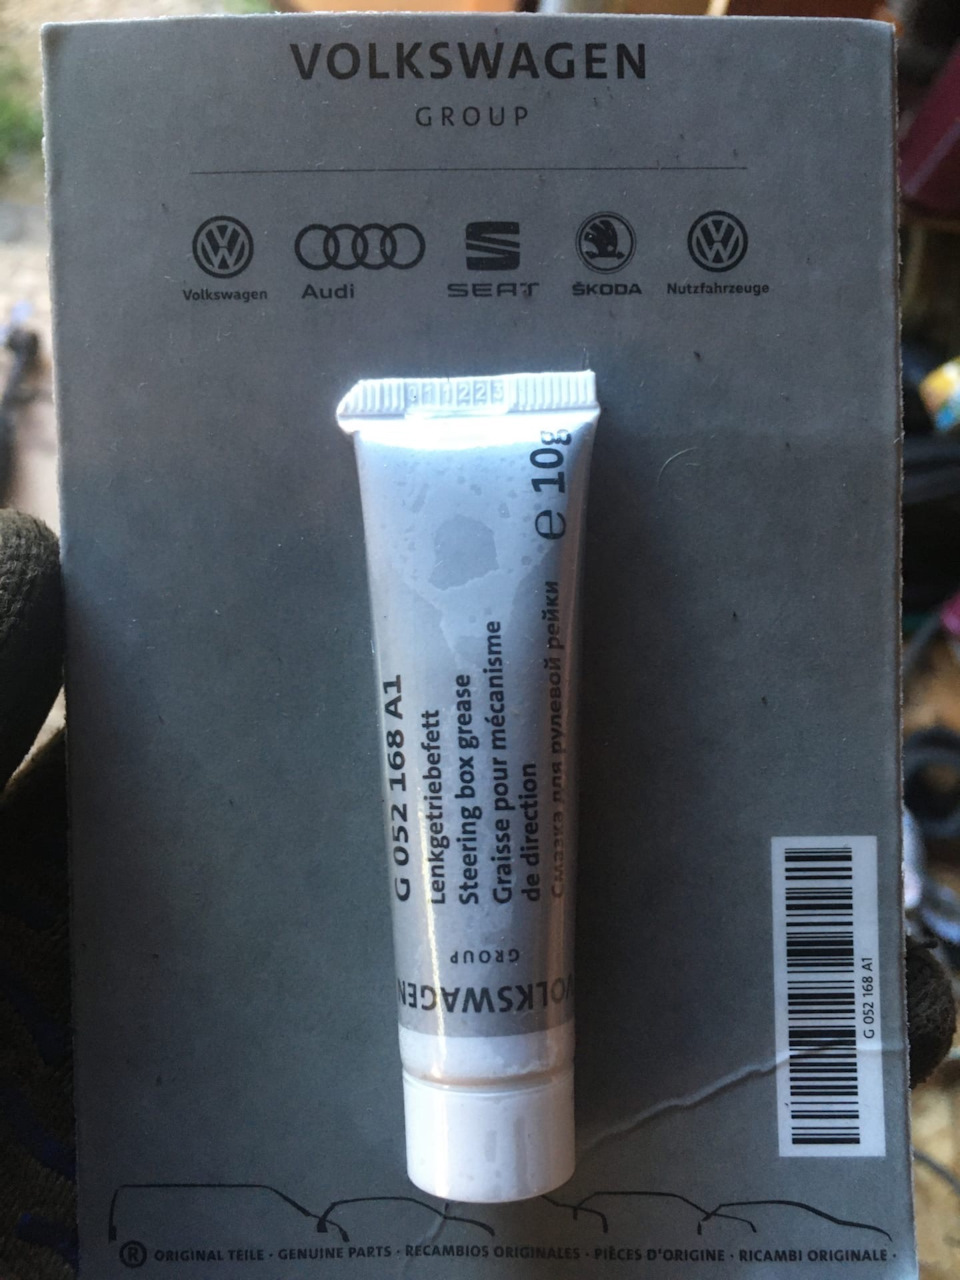 VOLKSWAGEN
GROUP
Volkswagen
Audi
SEAT
ŠKODA
Nutzfahrzeuge
e 10g
G 052 168 A1
Lenkgetriebefett
Steering box grease
Graisse pour mécanisme
de direction
Смазка для рулевой рейки
VOLKSWAGEN
GROUP
G 052 168 A1
® ORIGINAL TEILE · GENUINE PARTS · RECAMBIOS ORIGINALES · PIÈCES D'ORIGINE · RICAMBI ORIGINALE ·